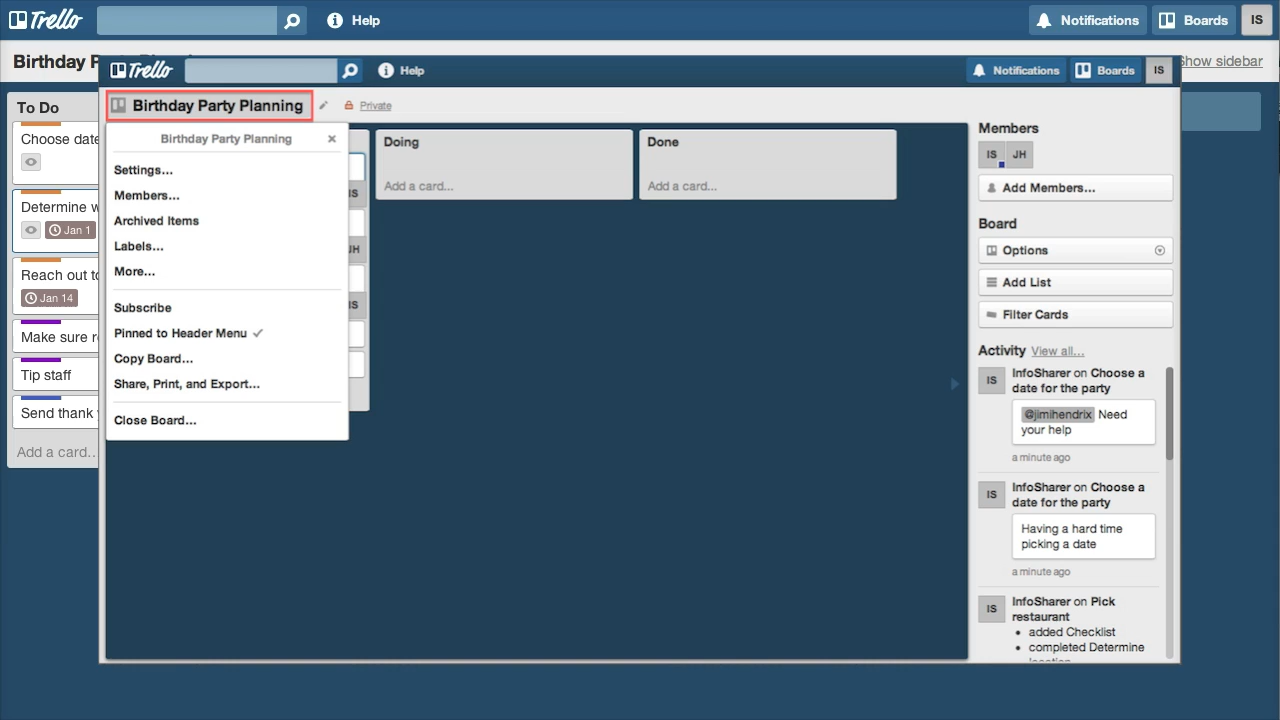 Trello
Help
Notifications
Boards
IS
Birthday P
Show sidebar
To Do
Choose date
Determine w
Jan 1
Reach out to
Jan 14
Make sure r
Tip staff
Send thank
Add a card...
Trello
Help
Notifications
Boards
IS
Birthday Party Planning
Private
Birthday Party Planning
Settings...
Members...
Archived Items
Labels...
More...
Subscribe
Pinned to Header Menu
Copy Board...
Share, Print, and Export...
Close Board...
IS
JH
IS
Doing
Add a card...
Done
Add a card...
Members
IS JH
Add Members...
Board
Options
Add List
Filter Cards
Activity View all...
IS
InfoSharer on Choose a
date for the party
@jimihendrix Need
your help
a minute ago
IS
InfoSharer on Choose a
date for the party
Having a hard time
picking a date
a minute ago
IS
InfoSharer on Pick
restaurant
• added Checklist
• completed Determine
location